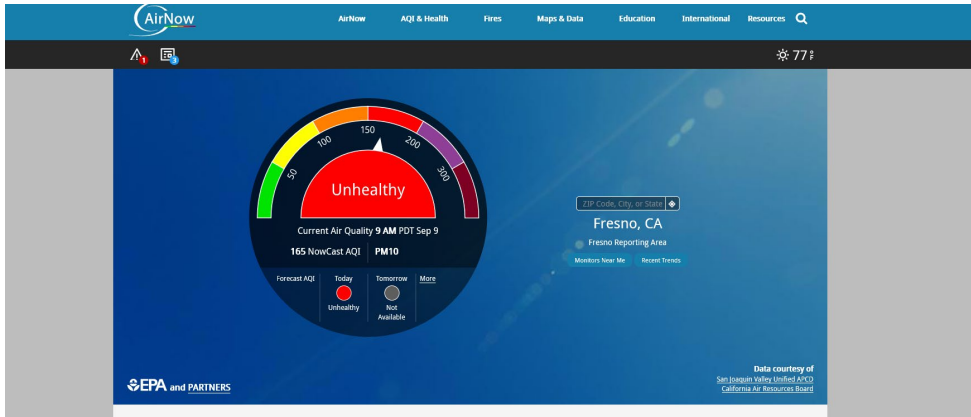 AirNow
AirNow AQI & Health Fires Maps & Data Education International Resources
1 3 77 °F
50 100 150 200 300
Unhealthy
Current Air Quality 9 AM PDT Sep 9
165 NowCast AQI PM10
Forecast AQI Today Tomorrow More
Unhealthy Not
Available
ZIP Code, City, or State
Fresno, CA
Fresno Reporting Area
Monitors Near Me Recent Trends
EPA and PARTNERS
Data courtesy of
San Joaquin Valley Unified APCD
California Air Resources Board